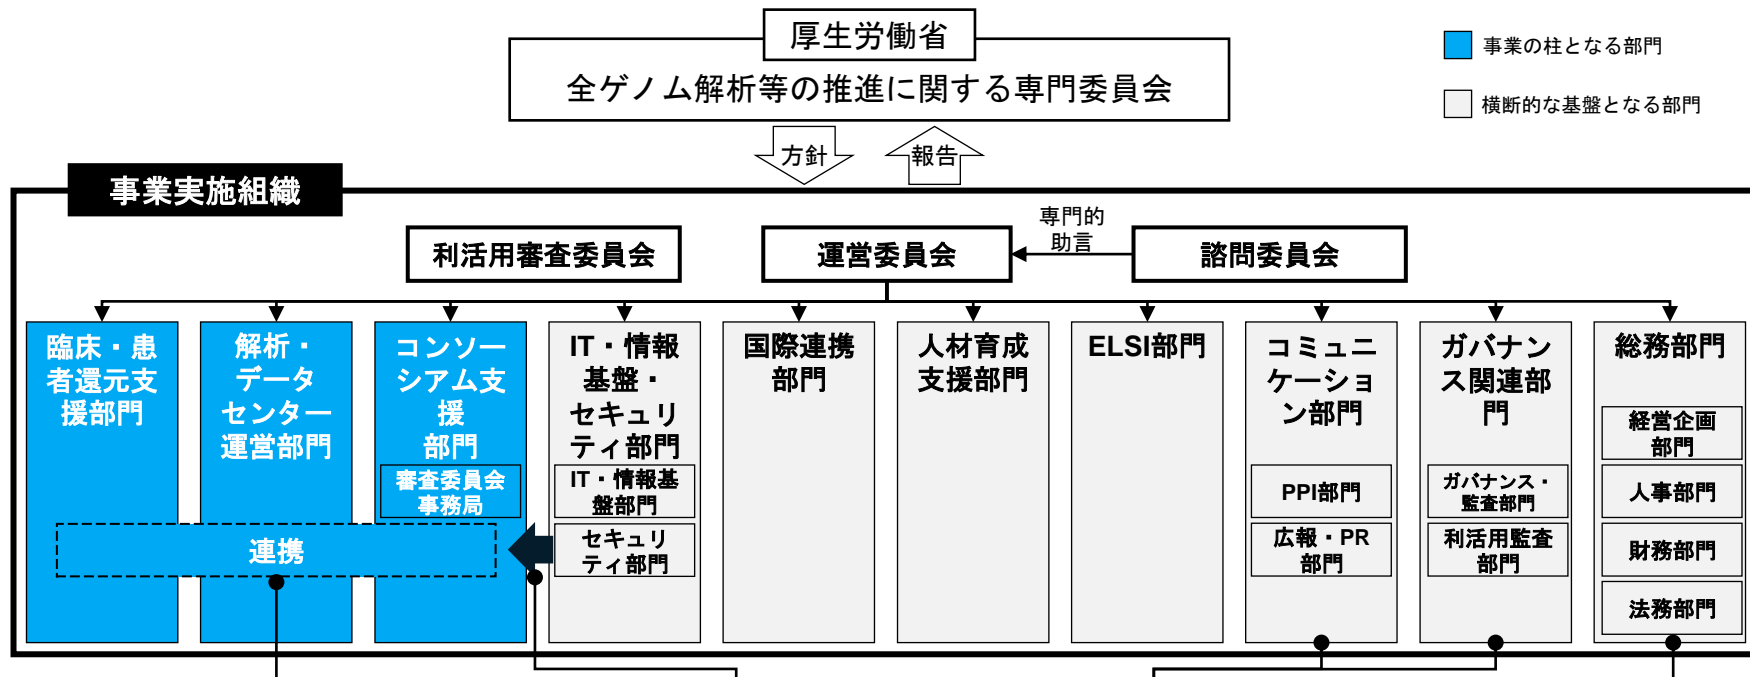 厚生労働省
全ゲノム解析等の推進に関する専門委員会
事業の柱となる部門
横断的な基盤となる部門
方針
報告
事業実施組織
利活用審査委員会
運営委員会
専門的
助言
諮問委員会
臨床・患
者還元支
援部門
解析・
データ
センター
運営部門
コンソー
シアム支
援
部門
審査委員会
事務局
連携
IT・情報
基盤・
セキュリ
ティ部門
IT・情報基
盤部門
セキュリ
ティ部門
国際連携
部門
人材育成
支援部門
ELSI部門
コミュニ
ケーショ
ン部門
PPI部門
広報・PR
部門
ガバナン
ス関連部
門
ガバナンス・
監査部門
利活用監査
部門
総務部門
経営企画
部門
人事部門
財務部門
法務部門